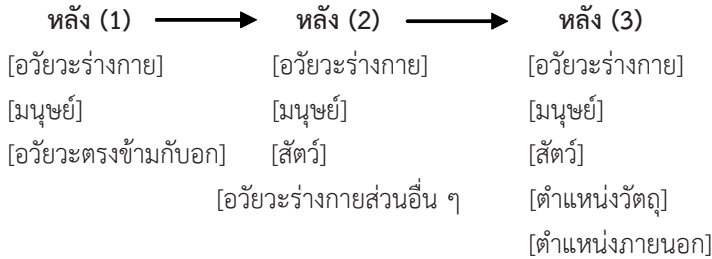 หลัง (1) หลัง (2) หลัง (3)
[อวัยวะร่างกาย] [อวัยวะร่างกาย] [อวัยวะร่างกาย]
[มนุษย์] [มนุษย์] [มนุษย์]
[อวัยวะตรงข้ามกับอก] [สัตว์] [สัตว์]
[อวัยวะร่างกายส่วนอื่น ๆ [ตำแหน่งวัตถุ]
[ตำแหน่งภายนอก]